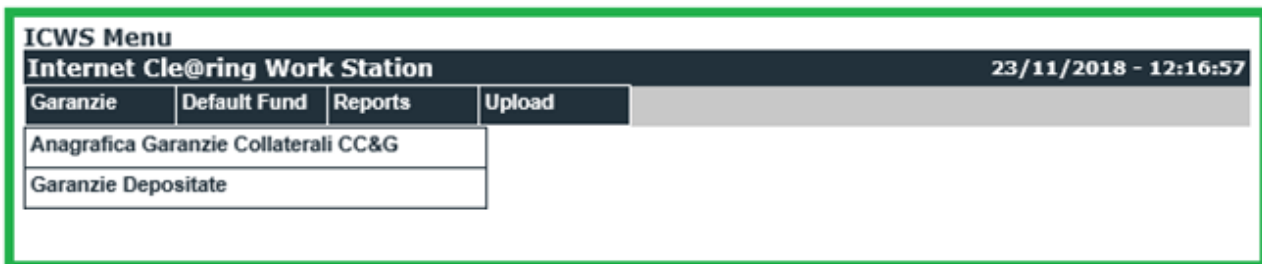 ICWS Menu
Internet Cle@ring Work Station 23/11/2018 - 12:16:57
Garanzie Default Fund Reports Upload
Anagrafica Garanzie Collaterali CC&G
Garanzie Depositate